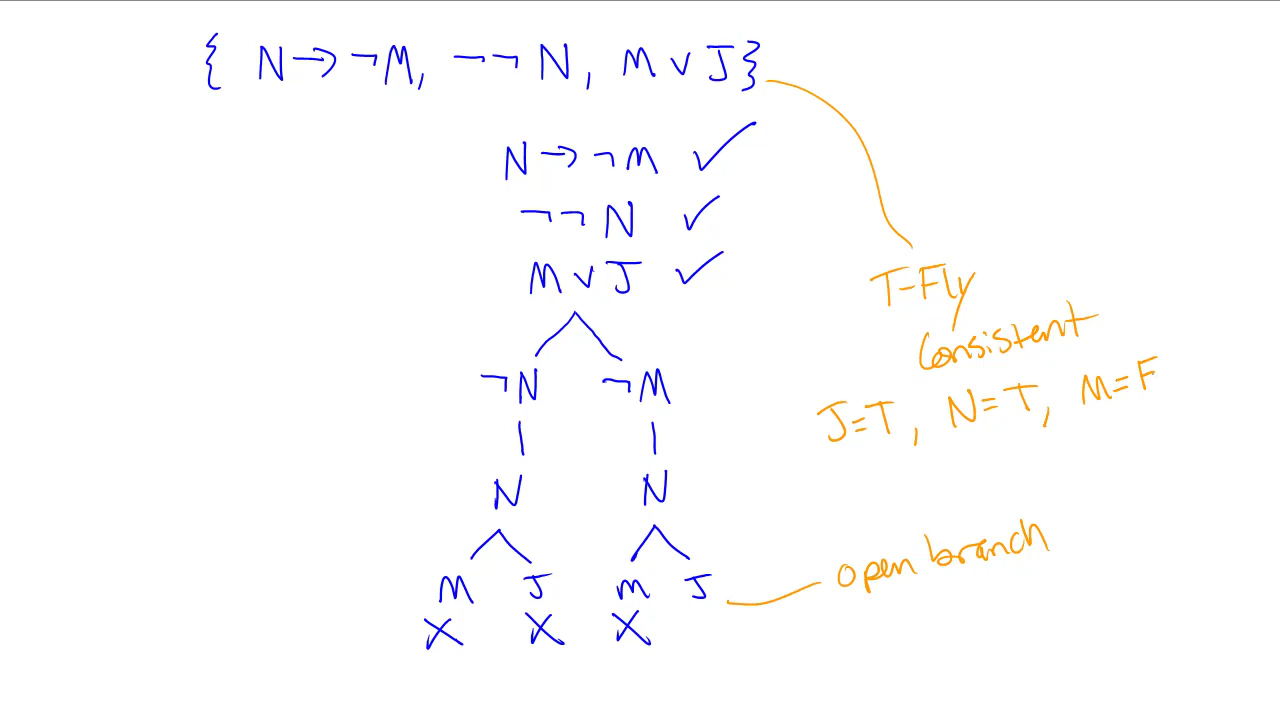 { N → ¬M, ¬¬N, M ∨ J }
N → ¬M ✓
¬¬N ✓
M ∨ J ✓
T-Fly
Consistent
J=T, N=T, M=F
¬N ¬M
N N
open branch
M J M J
X X X